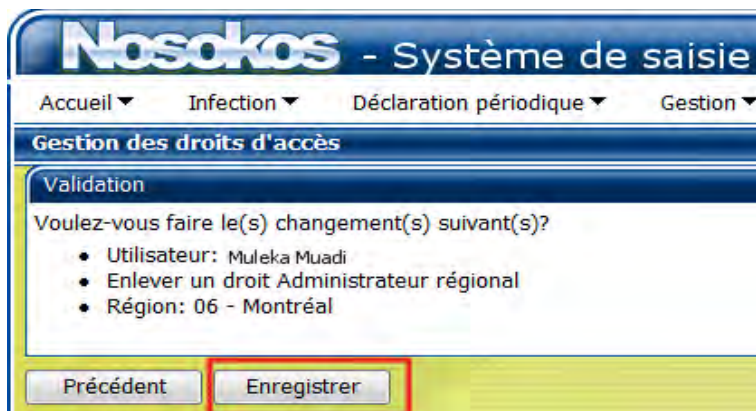 Nosokos - Système de saisie
Accueil Infection Déclaration périodique Gestion
Gestion des droits d'accès
Validation
Voulez-vous faire le(s) changement(s) suivant(s)?
Utilisateur: Muleka Muadi
Enlever un droit Administrateur régional
Région: 06 - Montréal
Précédent Enregistrer